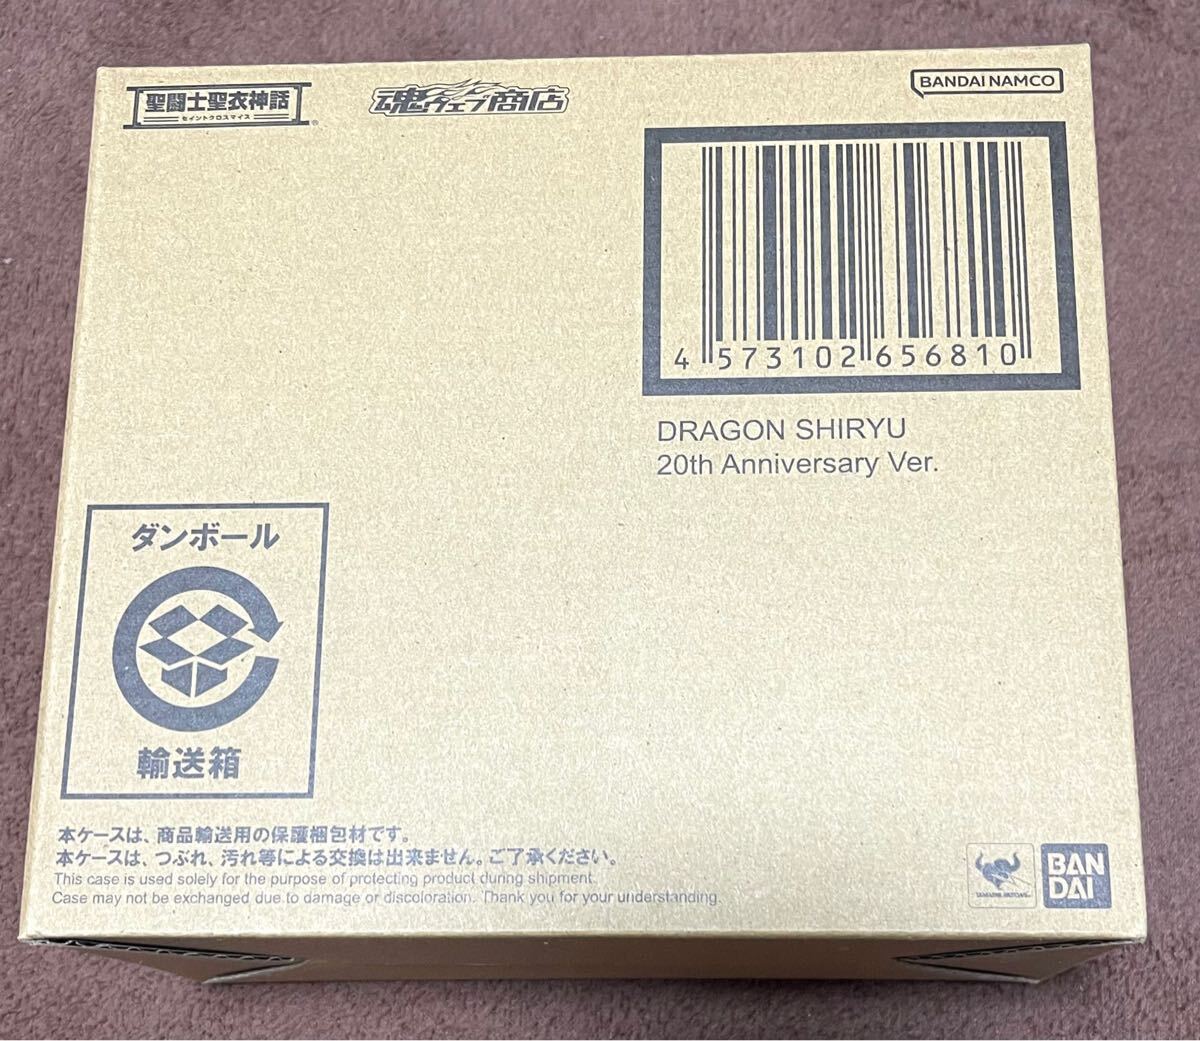 聖闘士聖衣神話
セイントクロスマイス
魂ウェブ商店
BANDAI NAMCO
4 573102 656810
DRAGON SHIRYU
20th Anniversary Ver.
ダンボール
輸送箱
本ケースは、商品輸送用の保護梱包材です。
本ケースは、つぶれ、汚れ等による交換は出来ません。ご了承ください。
This case is used solely for the purpose of protecting product during shipment.
Case may not be exchanged due to damage or discoloration. Thank you for your understanding.
TAMASHII NATIONS
BAN
DAI